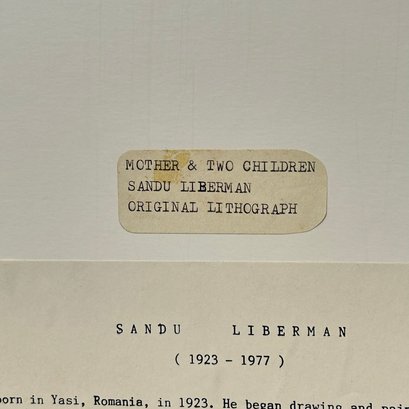 MOTHER & TWO CHILDREN
SANDU LIBERMAN
ORIGINAL LITHOGRAPH
SANDU LIBERMAN
( 1923 - 1977 )
born in Yasi, Romania, in 1923. He began drawing and